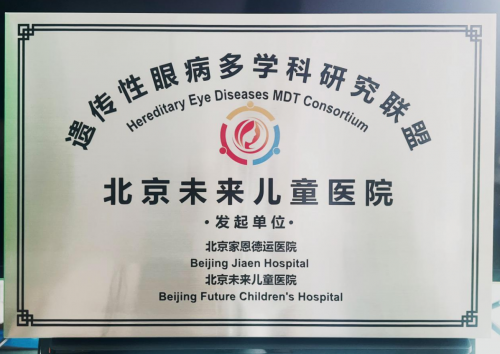 遗传性眼病多学科研究联盟
Hereditary Eye Diseases MDT Consortium
北京未来儿童医院
·发起单位·
北京家恩德运医院
Beijing Jiaen Hospital
北京未来儿童医院
Beijing Future Children's Hospital